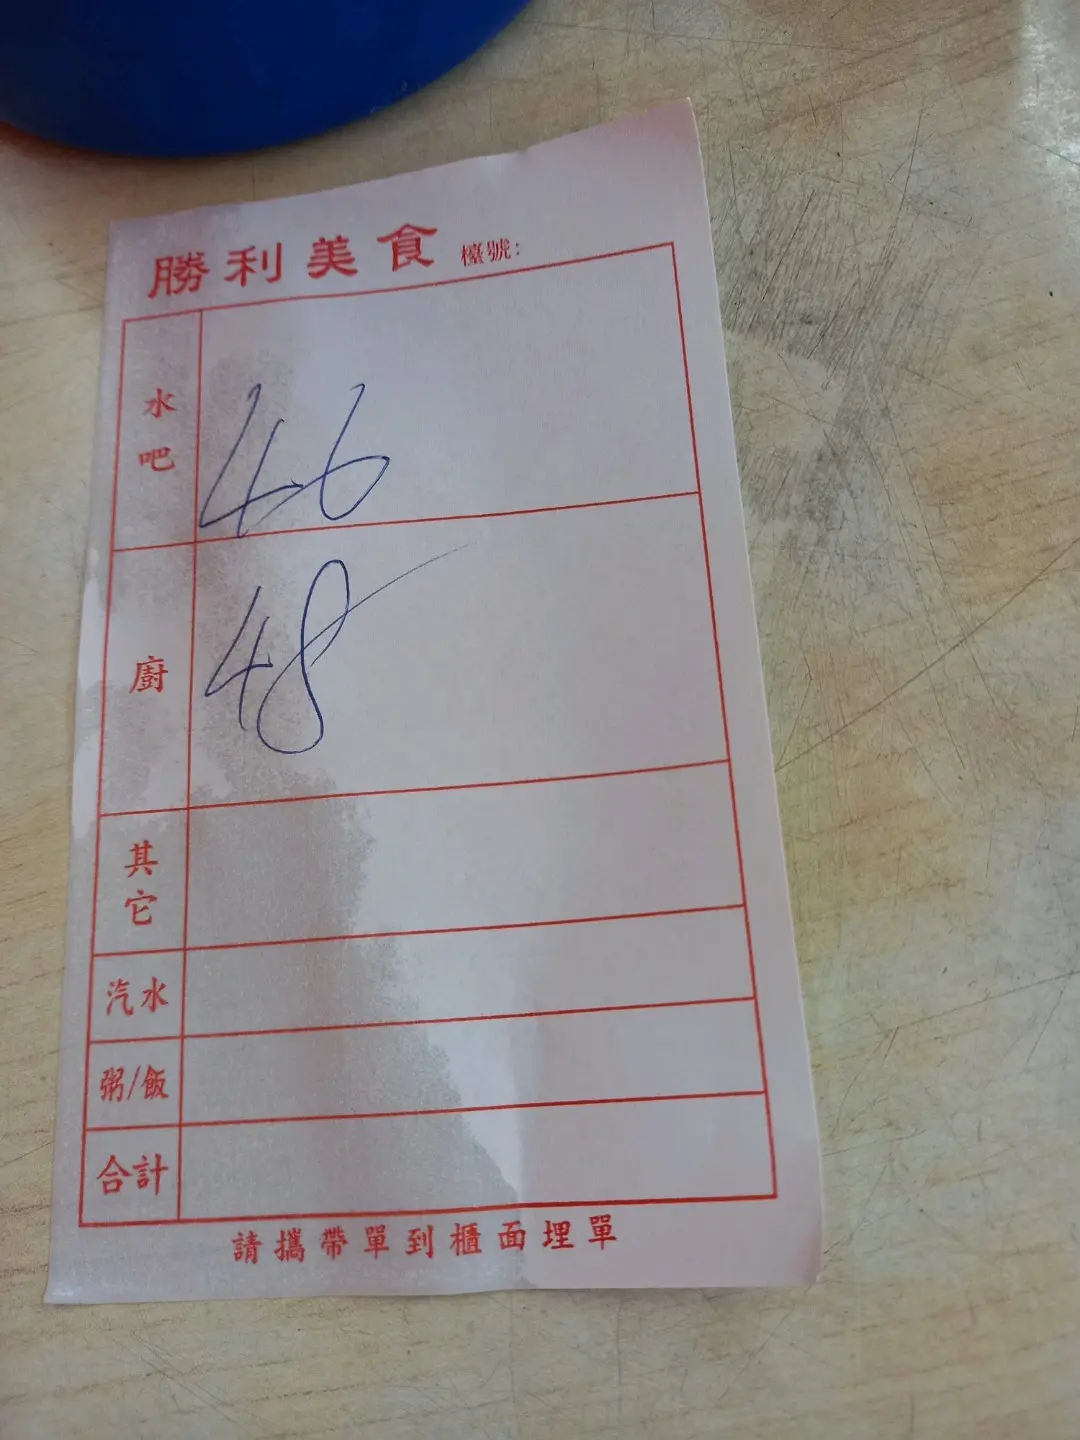 勝利美食 檯號:
水吧 46
廚 48
其它
汽水
粥/飯
合計
請攜帶單到櫃面埋單